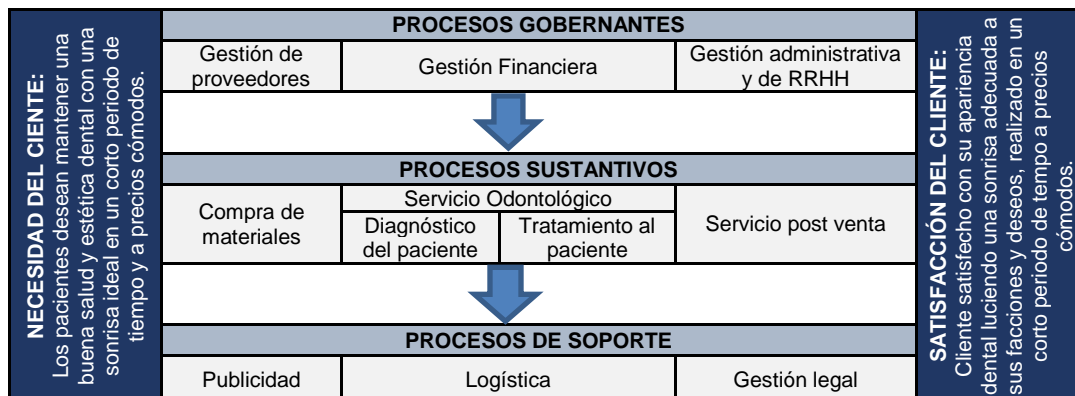 NECESIDAD DEL CIENTE:
Los pacientes desean mantener una
buena salud y estética dental con una
sonrisa ideal en un corto periodo de
tiempo y a precios cómodos.
PROCESOS GOBERNANTES
Gestión de
proveedores
Gestión Financiera
Gestión administrativa
y de RRHH
PROCESOS SUSTANTIVOS
Compra de
materiales
Servicio Odontológico
Diagnóstico
del paciente
Tratamiento al
paciente
Servicio post venta
PROCESOS DE SOPORTE
Publicidad
Logística
Gestión legal
SATISFACCIÓN DEL CLIENTE:
Cliente satisfecho con su apariencia
dental luciendo una sonrisa adecuada a
sus facciones y deseos, realizado en un
corto periodo de tempo a precios
cómodos.